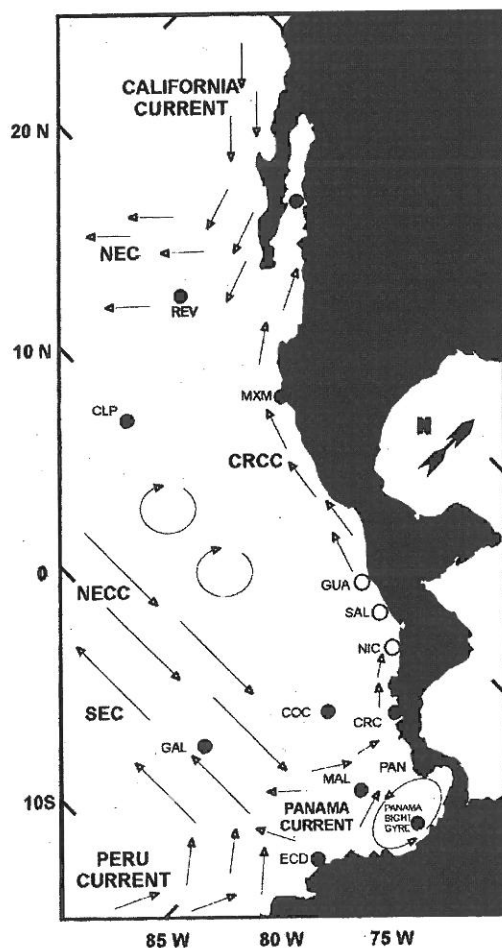 CALIFORNIA
CURRENT
20 N
NEC
REV
10 N
MXM
CLP
N
CRCC
0
GUA
NECC
SAL
NIC
SEC
COC
CRC
GAL
PAN
MAL
10S
PANAMA
CURRENT
PANAMA
BIGHT
GYRE
PERU
CURRENT
ECD
85 W
80 W
75 W